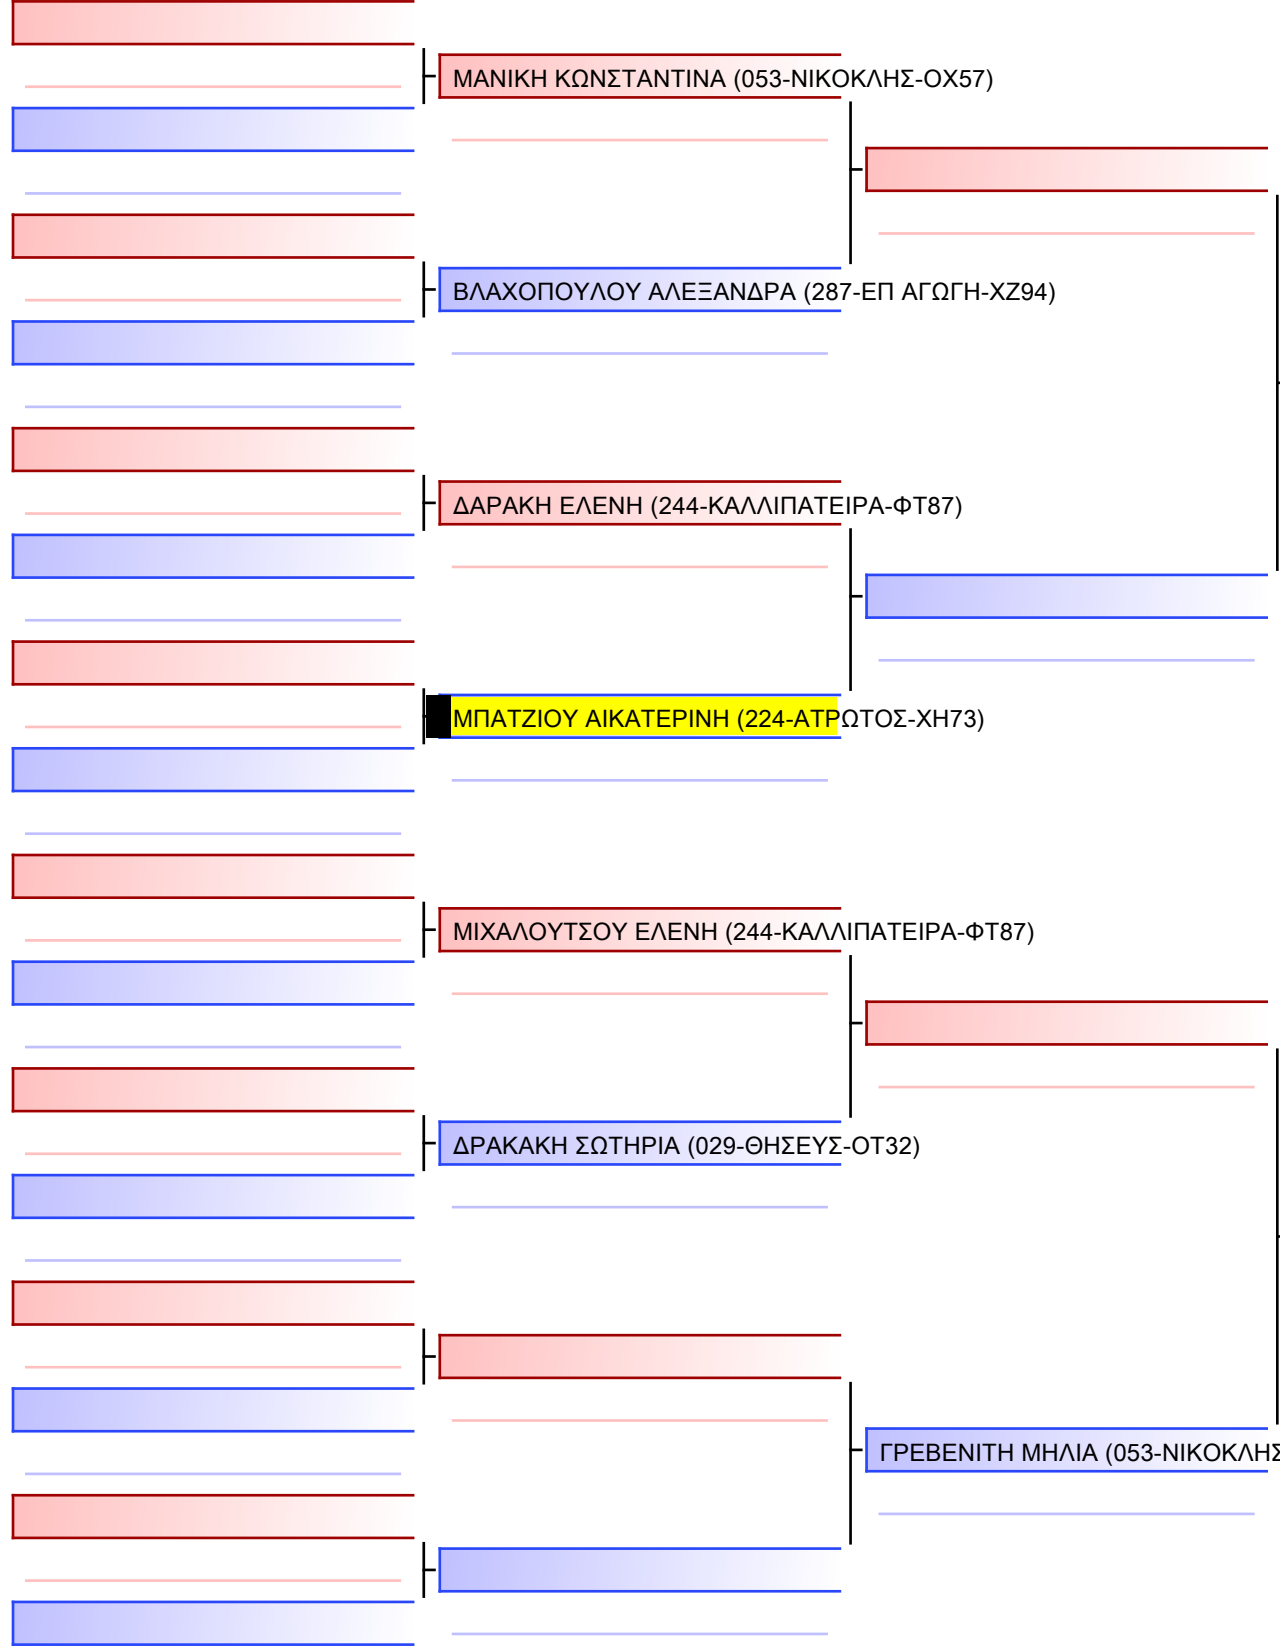 ΜΑΝΙΚΗ ΚΩΝΣΤΑΝΤΙΝΑ (053-ΝΙΚΟΚΛΗΣ-ΟΧ57)
ΒΛΑΧΟΠΟΥΛΟΥ ΑΛΕΞΑΝΔΡΑ (287-ΕΠ ΑΓΩΓΗ-ΧΖ94)
ΔΑΡΑΚΗ ΕΛΕΝΗ (244-ΚΑΛΛΙΠΑΤΕΙΡΑ-ΦΤ87)
ΜΠΑΤΖΙΟΥ ΑΙΚΑΤΕΡΙΝΗ (224-ΑΤΡΩΤΟΣ-ΧΗ73)
ΜΙΧΑΛΟΥΤΣΟΥ ΕΛΕΝΗ (244-ΚΑΛΛΙΠΑΤΕΙΡΑ-ΦΤ87)
ΔΡΑΚΑΚΗ ΣΩΤΗΡΙΑ (029-ΘΗΣΕΥΣ-ΟΤ32)
ΓΡΕΒΕΝΙΤΗ ΜΗΛΙΑ (053-ΝΙΚΟΚΛΗΣ